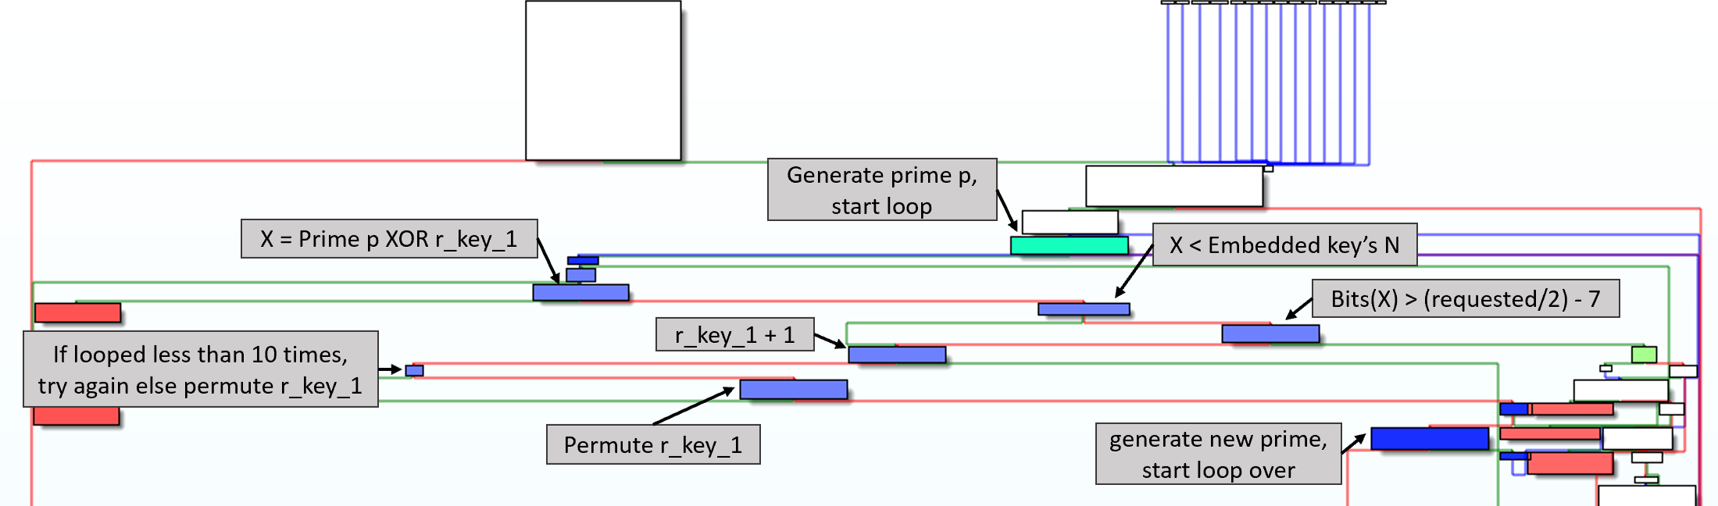 Generate prime p,
start loop
X = Prime p XOR r_key_1
X < Embedded key's N
Bits(X) > (requested/2) - 7
r_key_1 + 1
If looped less than 10 times,
try again else permute r_key_1
Permute r_key_1
generate new prime,
start loop over